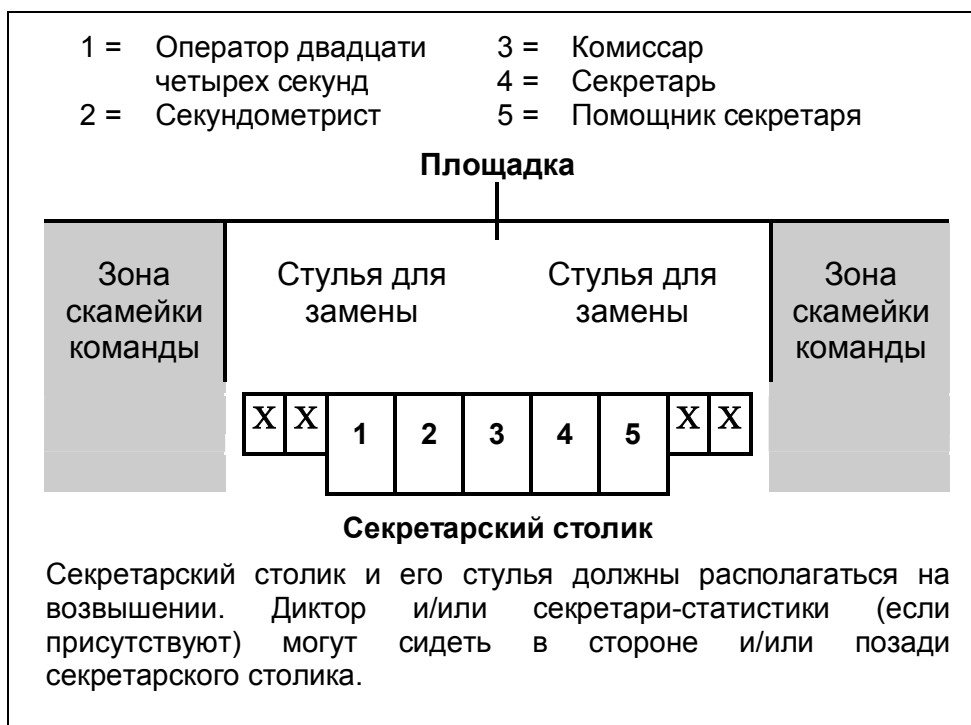 1 = Оператор двадцати четырех секунд
2 = Секундометрист
3 = Комиссар
4 = Секретарь
5 = Помощник секретаря
Площадка
Зона скамейки команды
Стулья для замены
Стулья для замены
Зона скамейки команды
X X 1 2 3 4 5 X X
Секретарский столик
Секретарский столик и его стулья должны располагаться на
возвышении. Диктор и/или секретари-статистики (если
присутствуют) могут сидеть в стороне и/или позади
секретарского столика.